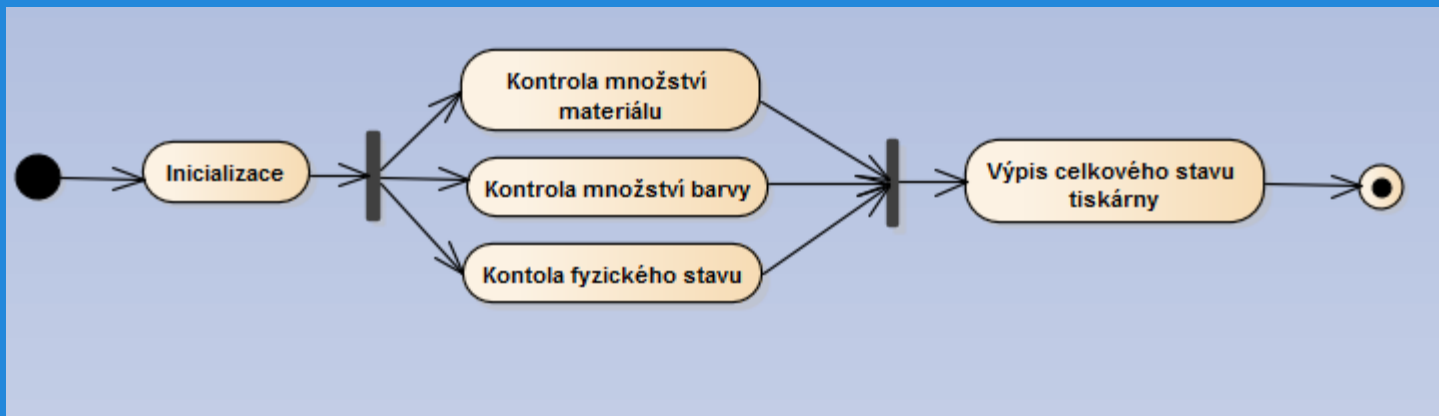 Inicializace
Kontrola množství
materiálu
Kontrola množství barvy
Kontola fyzického stavu
Výpis celkového stavu
tiskárny